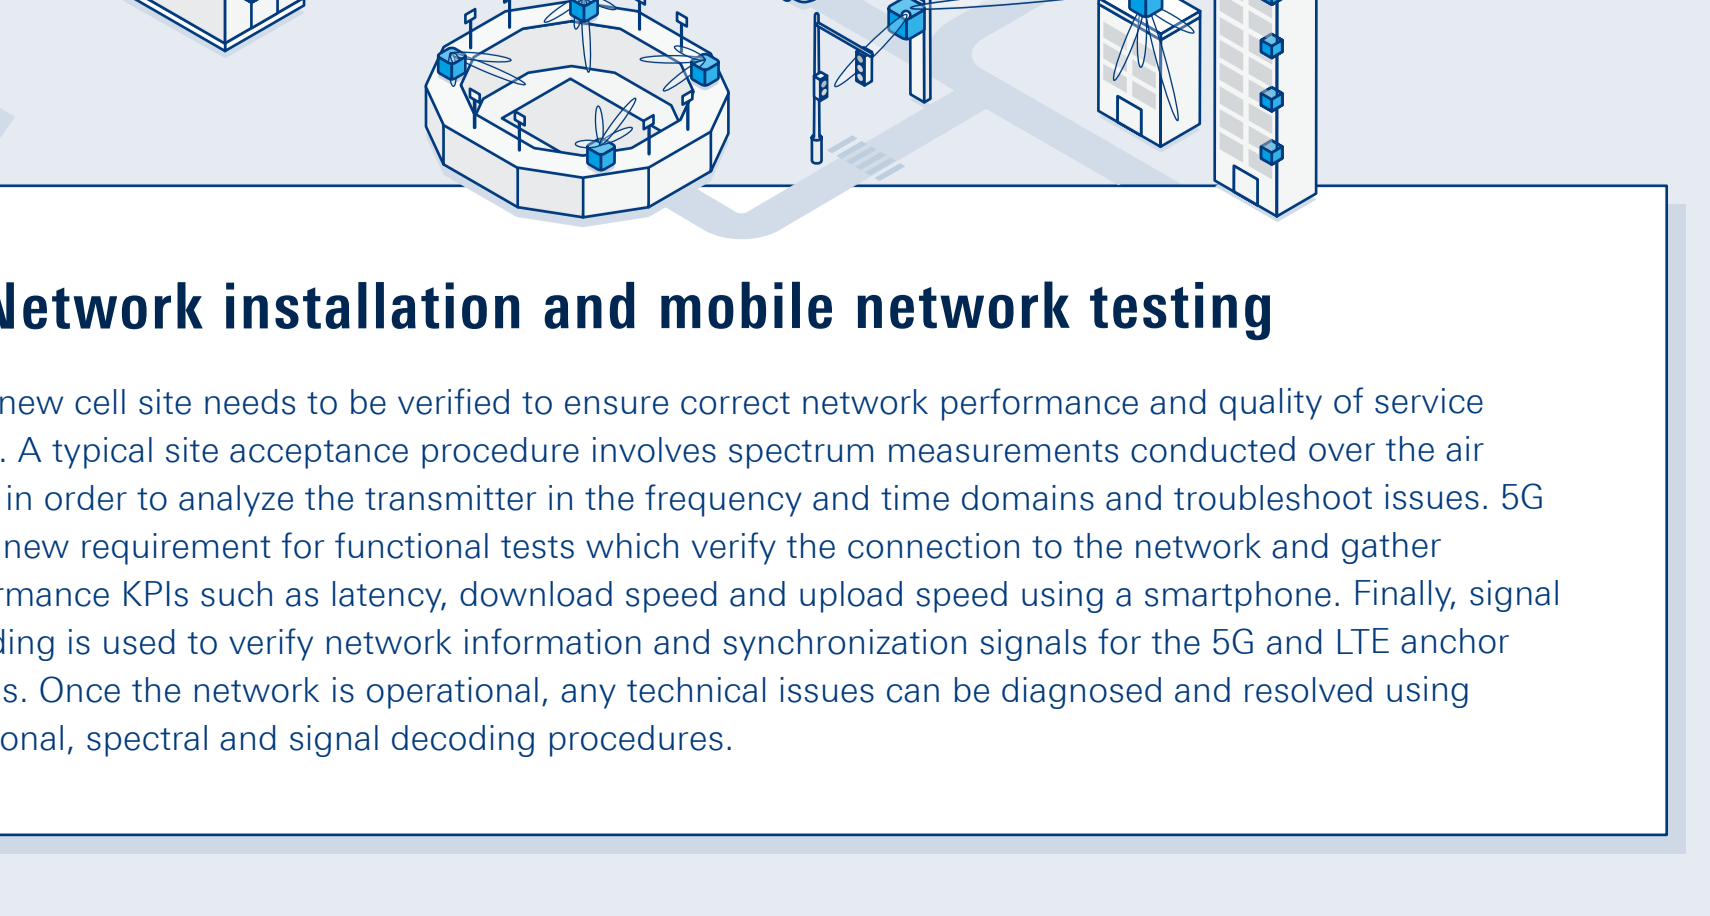 Network installation and mobile network testing
new cell site needs to be verified to ensure correct network performance and quality of service
. A typical site acceptance procedure involves spectrum measurements conducted over the air
in order to analyze the transmitter in the frequency and time domains and troubleshoot issues. 5G
new requirement for functional tests which verify the connection to the network and gather
rmance KPIs such as latency, download speed and upload speed using a smartphone. Finally, signal
ding is used to verify network information and synchronization signals for the 5G and LTE anchor
s. Once the network is operational, any technical issues can be diagnosed and resolved using
onal, spectral and signal decoding procedures.